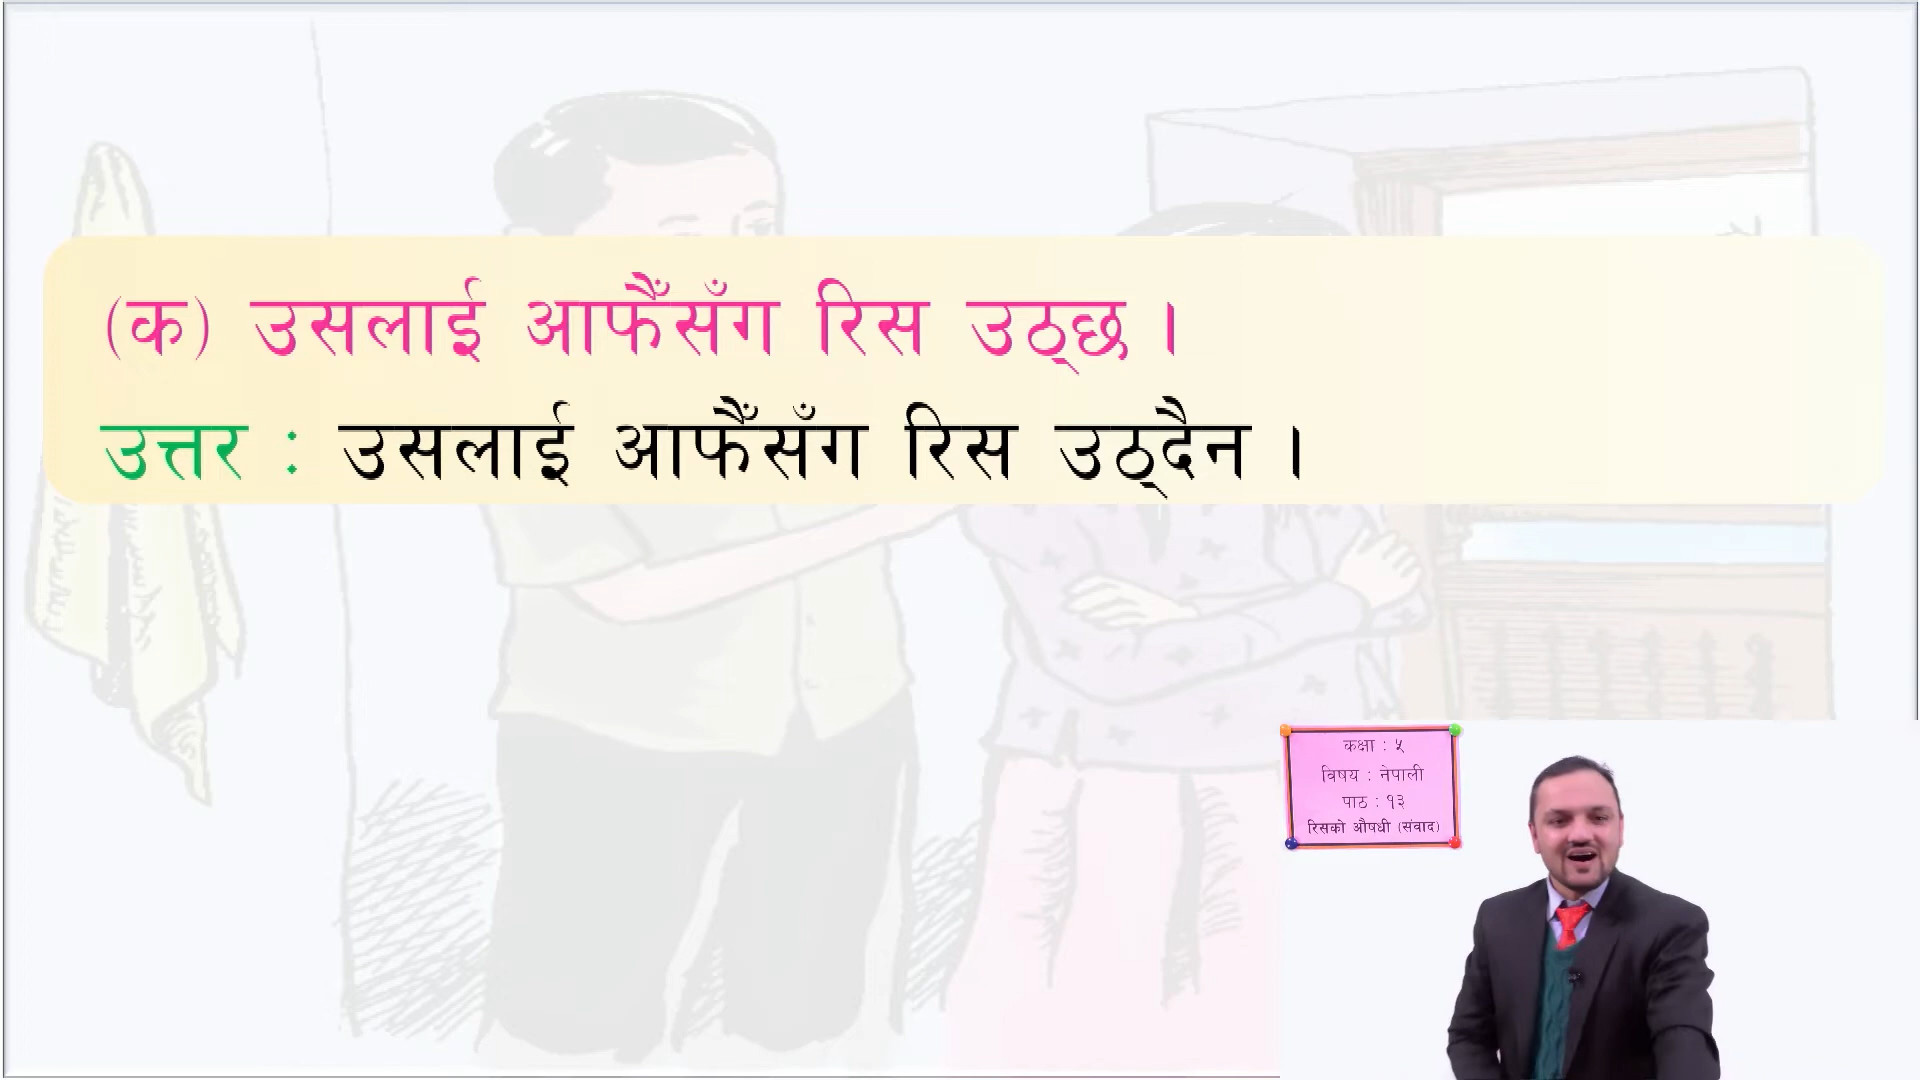 (क) उसलाई आफैँसँग रिस उठ्छ ।
उत्तर : उसलाई आफैँसँग रिस उठ्दैन ।
कक्षा : ५
विषय : नेपाली
पाठ : १३
रिसको औषधी (संवाद)